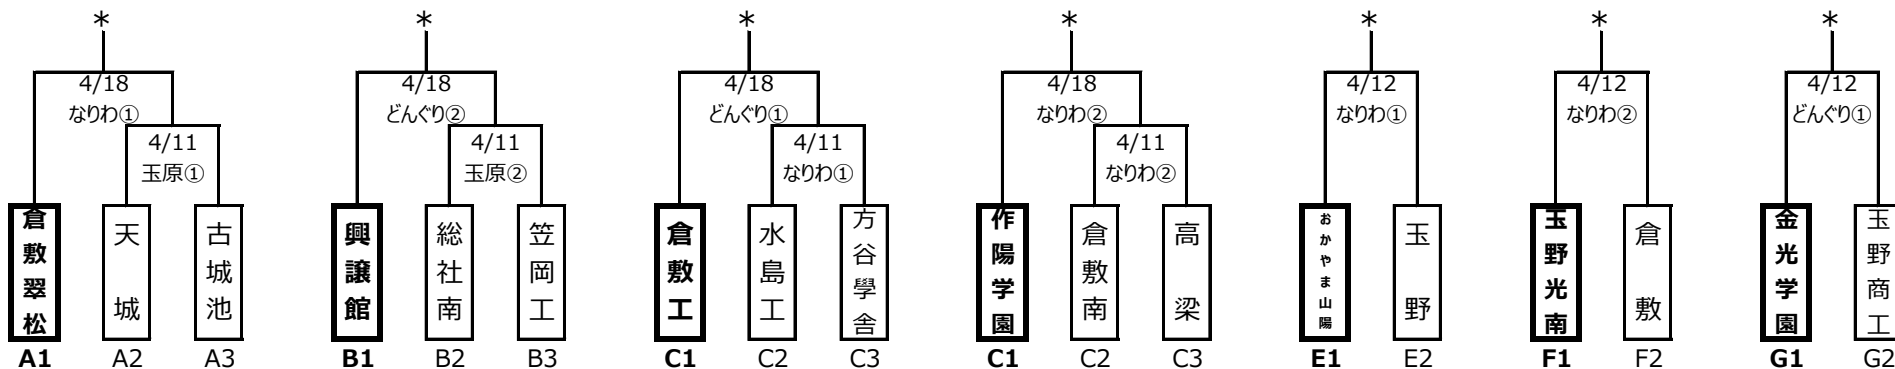 * * * * * * *
4/18 4/18 4/18 4/18 4/12 4/12 4/12
なりわ① どんぐり② どんぐり① なりわ② なりわ① なりわ② どんぐり①
4/11 4/11 4/11 4/11
玉原① 玉原② なりわ① なりわ②
倉敷翠松
天城
古城池
興譲館
総社南
笠岡工
倉敷工
水島工
方谷學舎
作陽学園
倉敷南
高梁
おかやま山陽
玉野
玉野光南
倉敷
金光学園
玉野商工
A1 A2 A3 B1 B2 B3 C1 C2 C3 C1 C2 C3 E1 E2 F1 F2 G1 G2